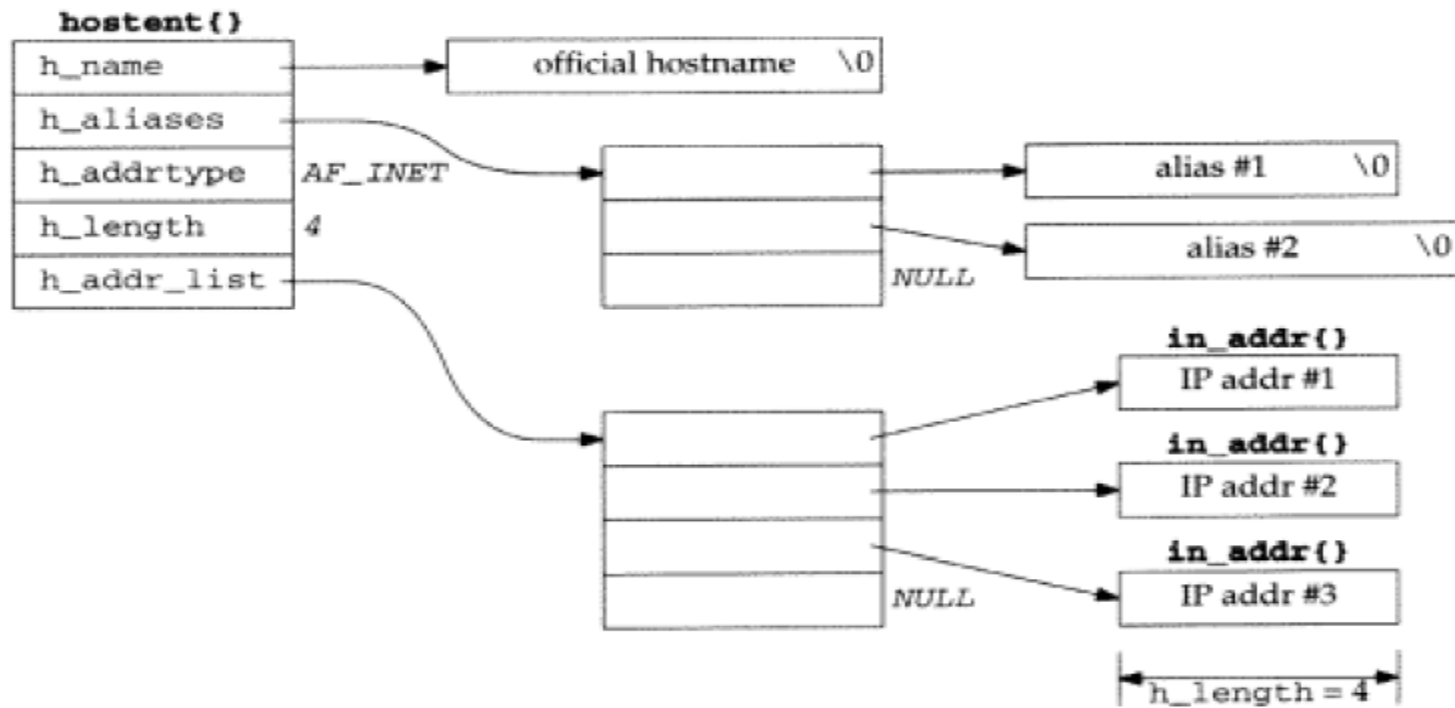 hostent{}
h_name
official hostname \0
h_aliases
h_addrtype AF_INET
h_length 4
h_addr_list
alias #1 \0
alias #2 \0
NULL
in_addr{}
IP addr #1
in_addr{}
IP addr #2
in_addr{}
IP addr #3
NULL
h_length = 4